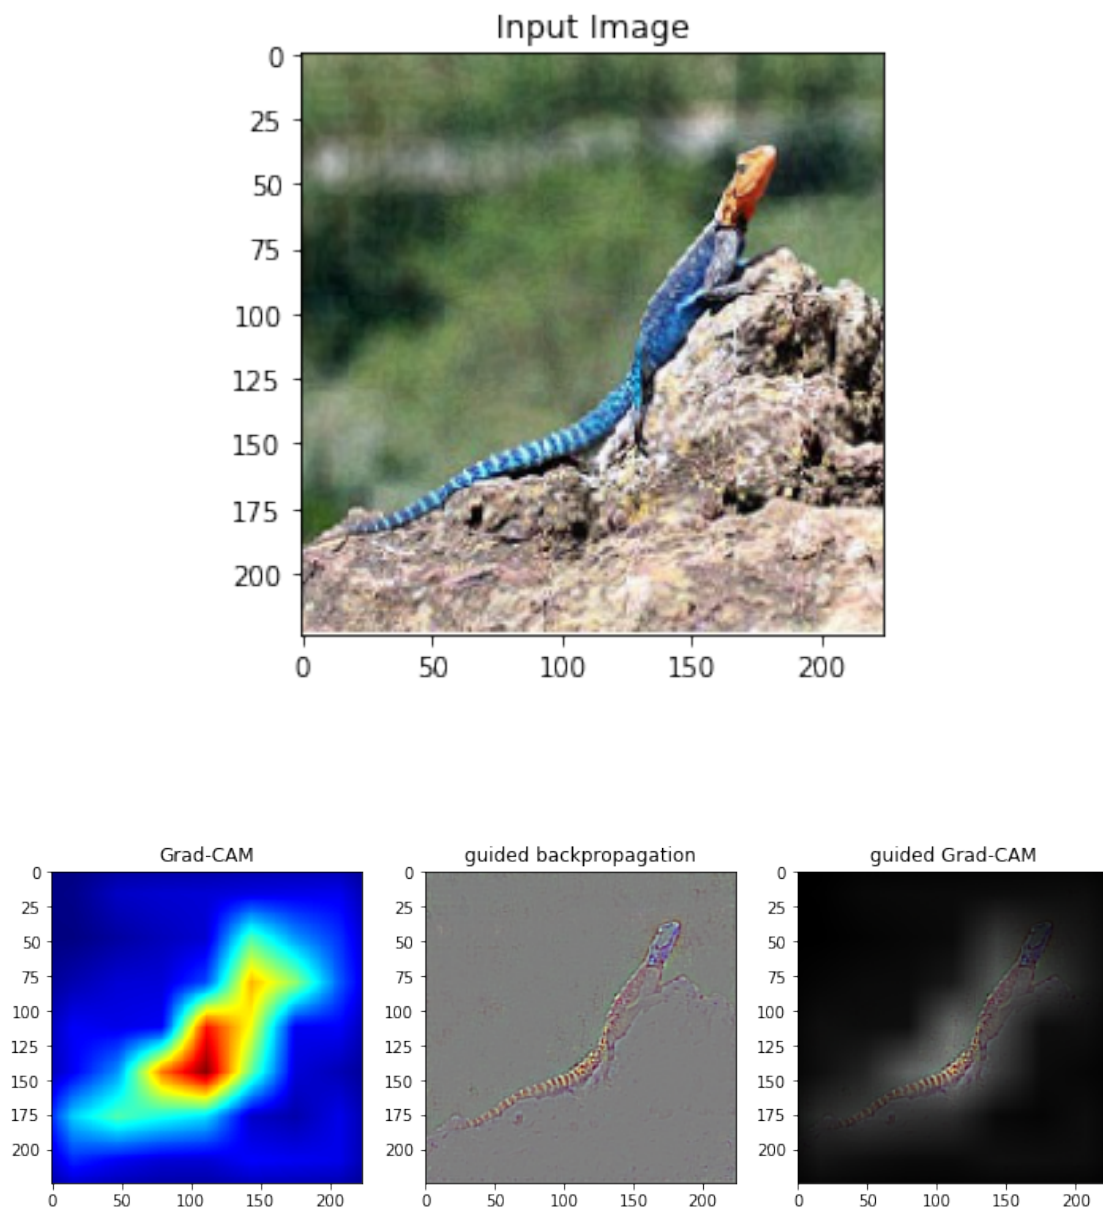 Input Image
0
25
50
75
100
125
150
175
200
0 50 100 150 200
Grad-CAM guided backpropagation guided Grad-CAM
0 0 0
25 25 25
50 50 50
75 75 75
100 100 100
125 125 125
150 150 150
175 175 175
200 200 200
0 50 100 150 200 0 50 100 150 200 0 50 100 150 200